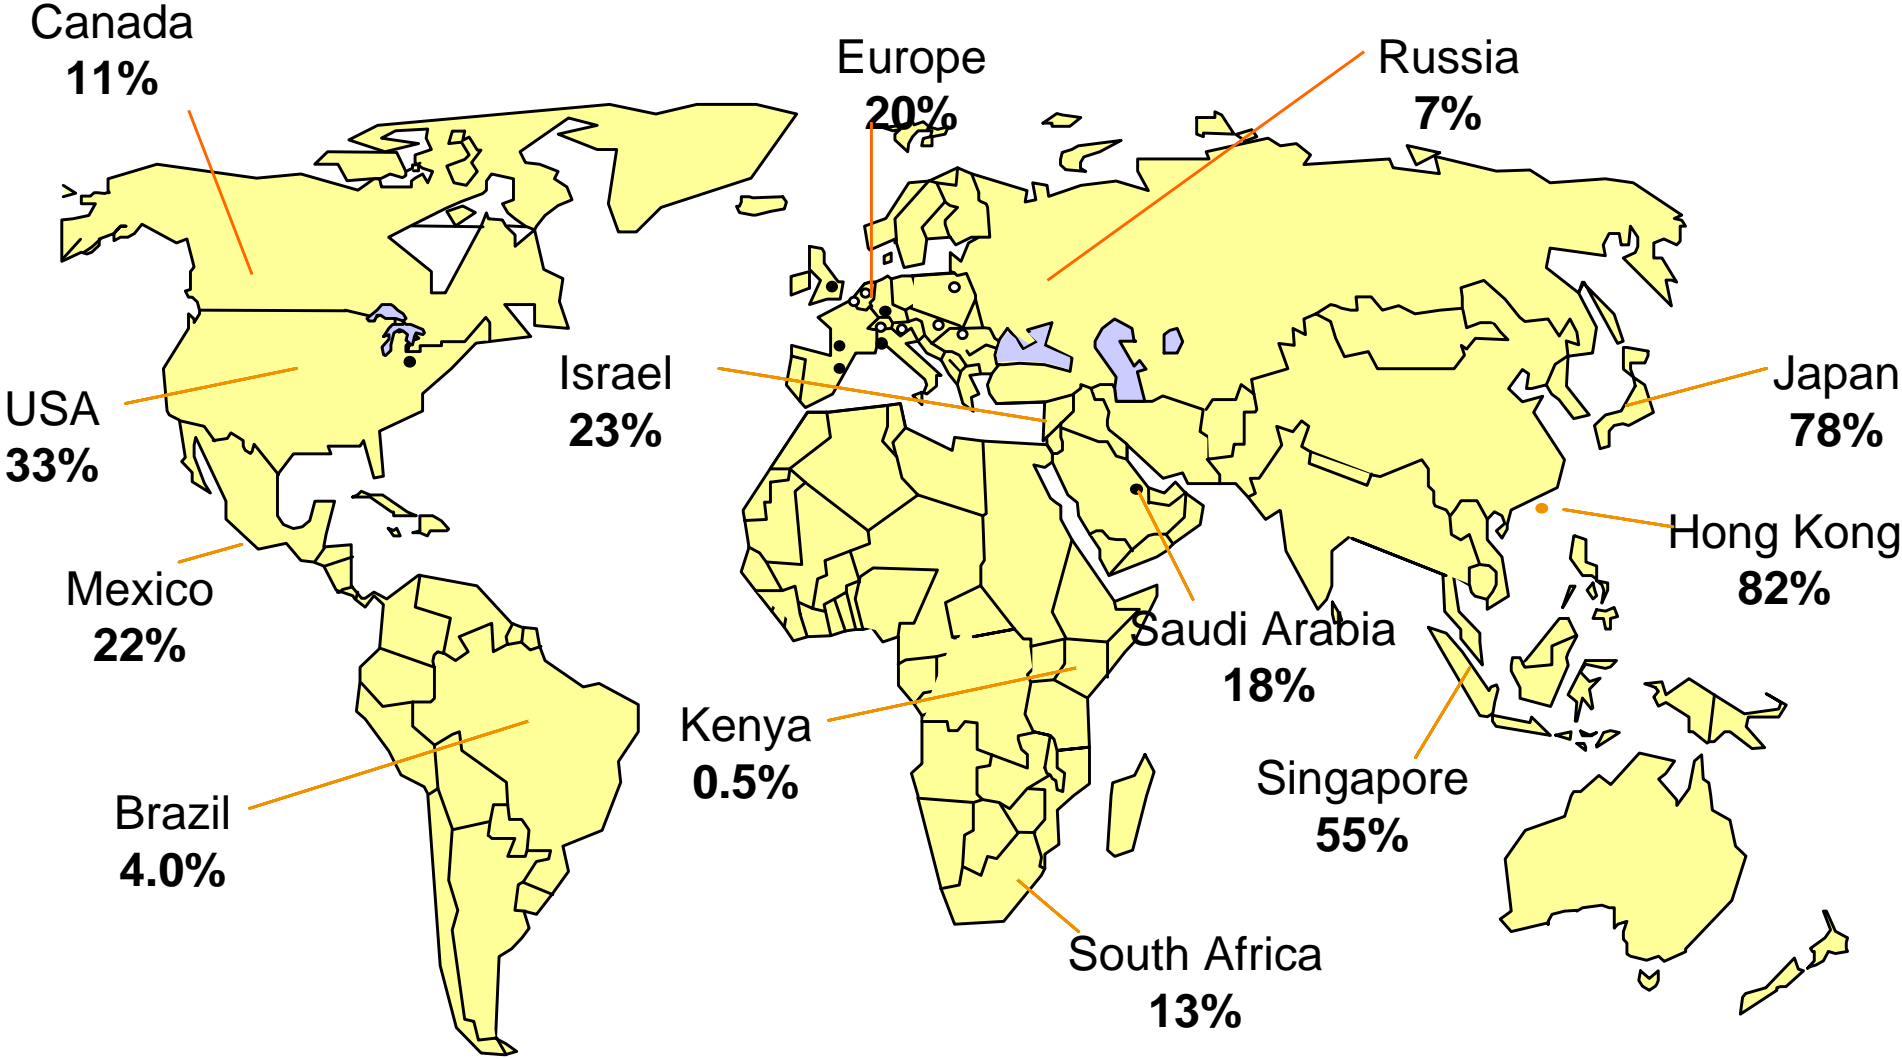 Canada
11%
Europe
20%
Russia
7%
USA
33%
Israel
23%
Japan
78%
Mexico
22%
Hong Kong
82%
Saudi Arabia
18%
Kenya
0.5%
Singapore
55%
Brazil
4.0%
South Africa
13%